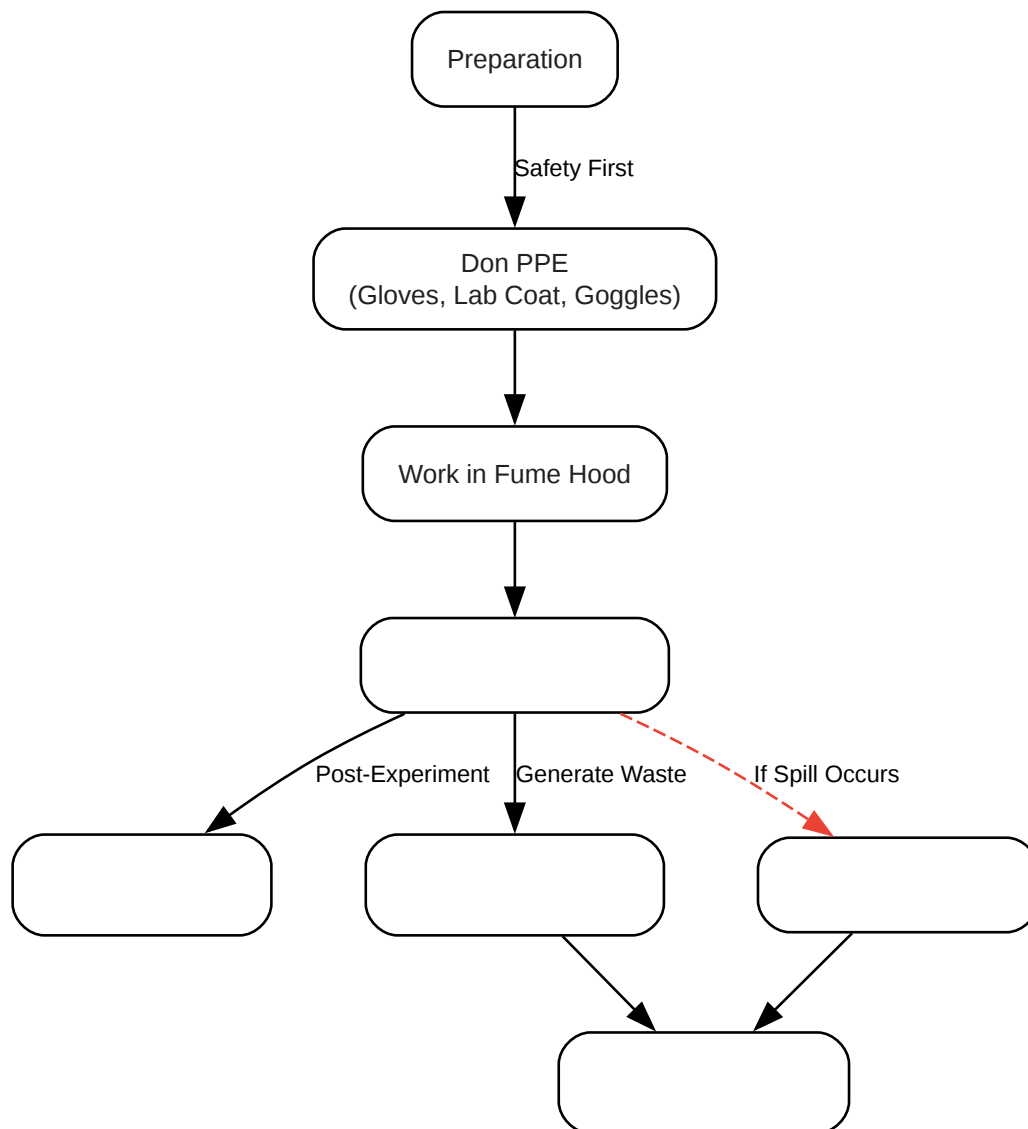 Preparation
Safety First
Don PPE
(Gloves, Lab Coat, Goggles)
Work in Fume Hood
Post-Experiment
Generate Waste
If Spill Occurs